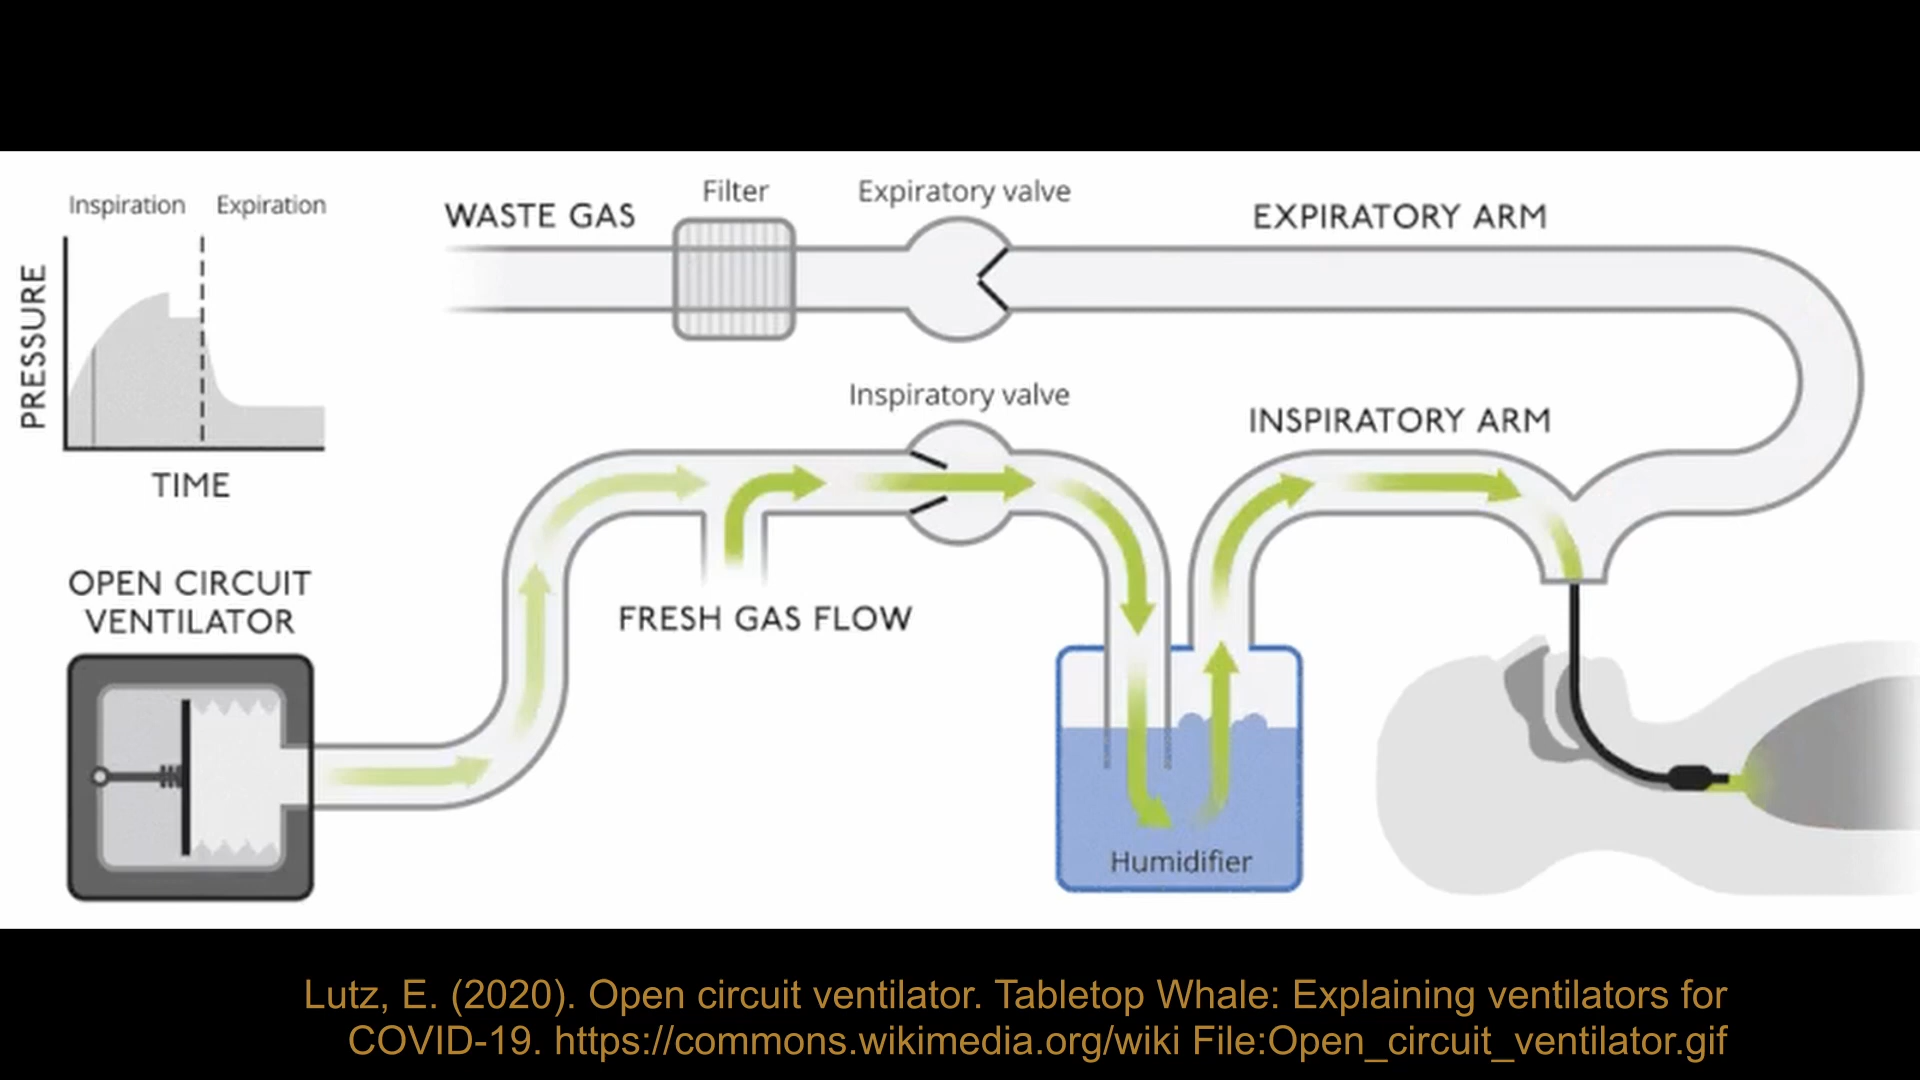 Inspiration Expiration
PRESSURE
TIME
WASTE GAS
Filter
Expiratory valve
EXPIRATORY ARM
Inspiratory valve
INSPIRATORY ARM
OPEN CIRCUIT
VENTILATOR
FRESH GAS FLOW
Humidifier
Lutz, E. (2020). Open circuit ventilator. Tabletop Whale: Explaining ventilators for
COVID-19. https://commons.wikimedia.org/wiki File:Open_circuit_ventilator.gif